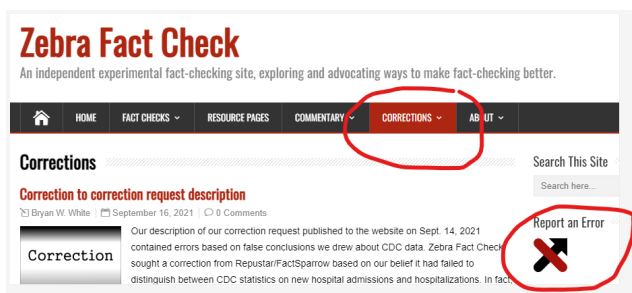 Zebra Fact Check
An independent experimental fact-checking site, exploring and advocating ways to make fact-checking better.
HOME FACT CHECKS RESOURCE PAGES COMMENTARY CORRECTIONS ABOUT
Corrections
Correction to correction request description
Bryan W. White September 16, 2021 0 Comments
Correction
Our description of our correction request published to the website on Sept. 14, 2021
contained errors based on false conclusions we drew about CDC data. Zebra Fact Check
sought a correction from Repustar/FactSparrow based on our belief it had failed to
distinguish between CDC statistics on new hospital admissions and hospitalizations. In fact,
Search This Site
Search here...
Report an Error